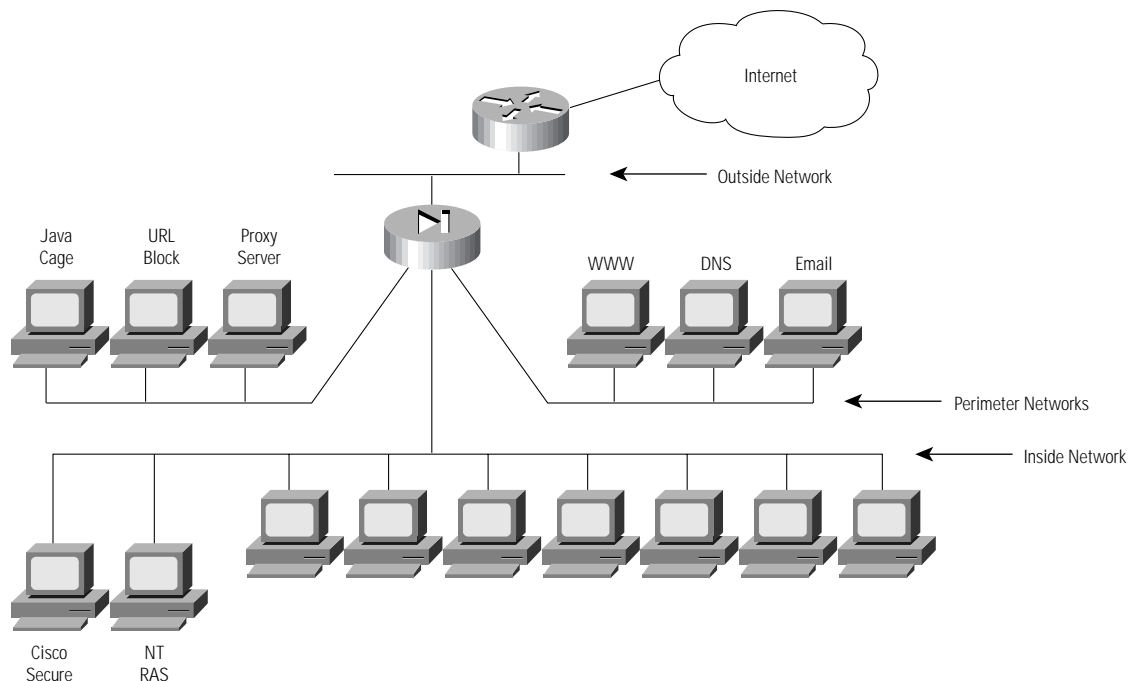 Internet
Outside Network
Java
Cage
URL
Block
Proxy
Server
WWW
DNS
Email
Perimeter Networks
Inside Network
Cisco
Secure
NT
RAS